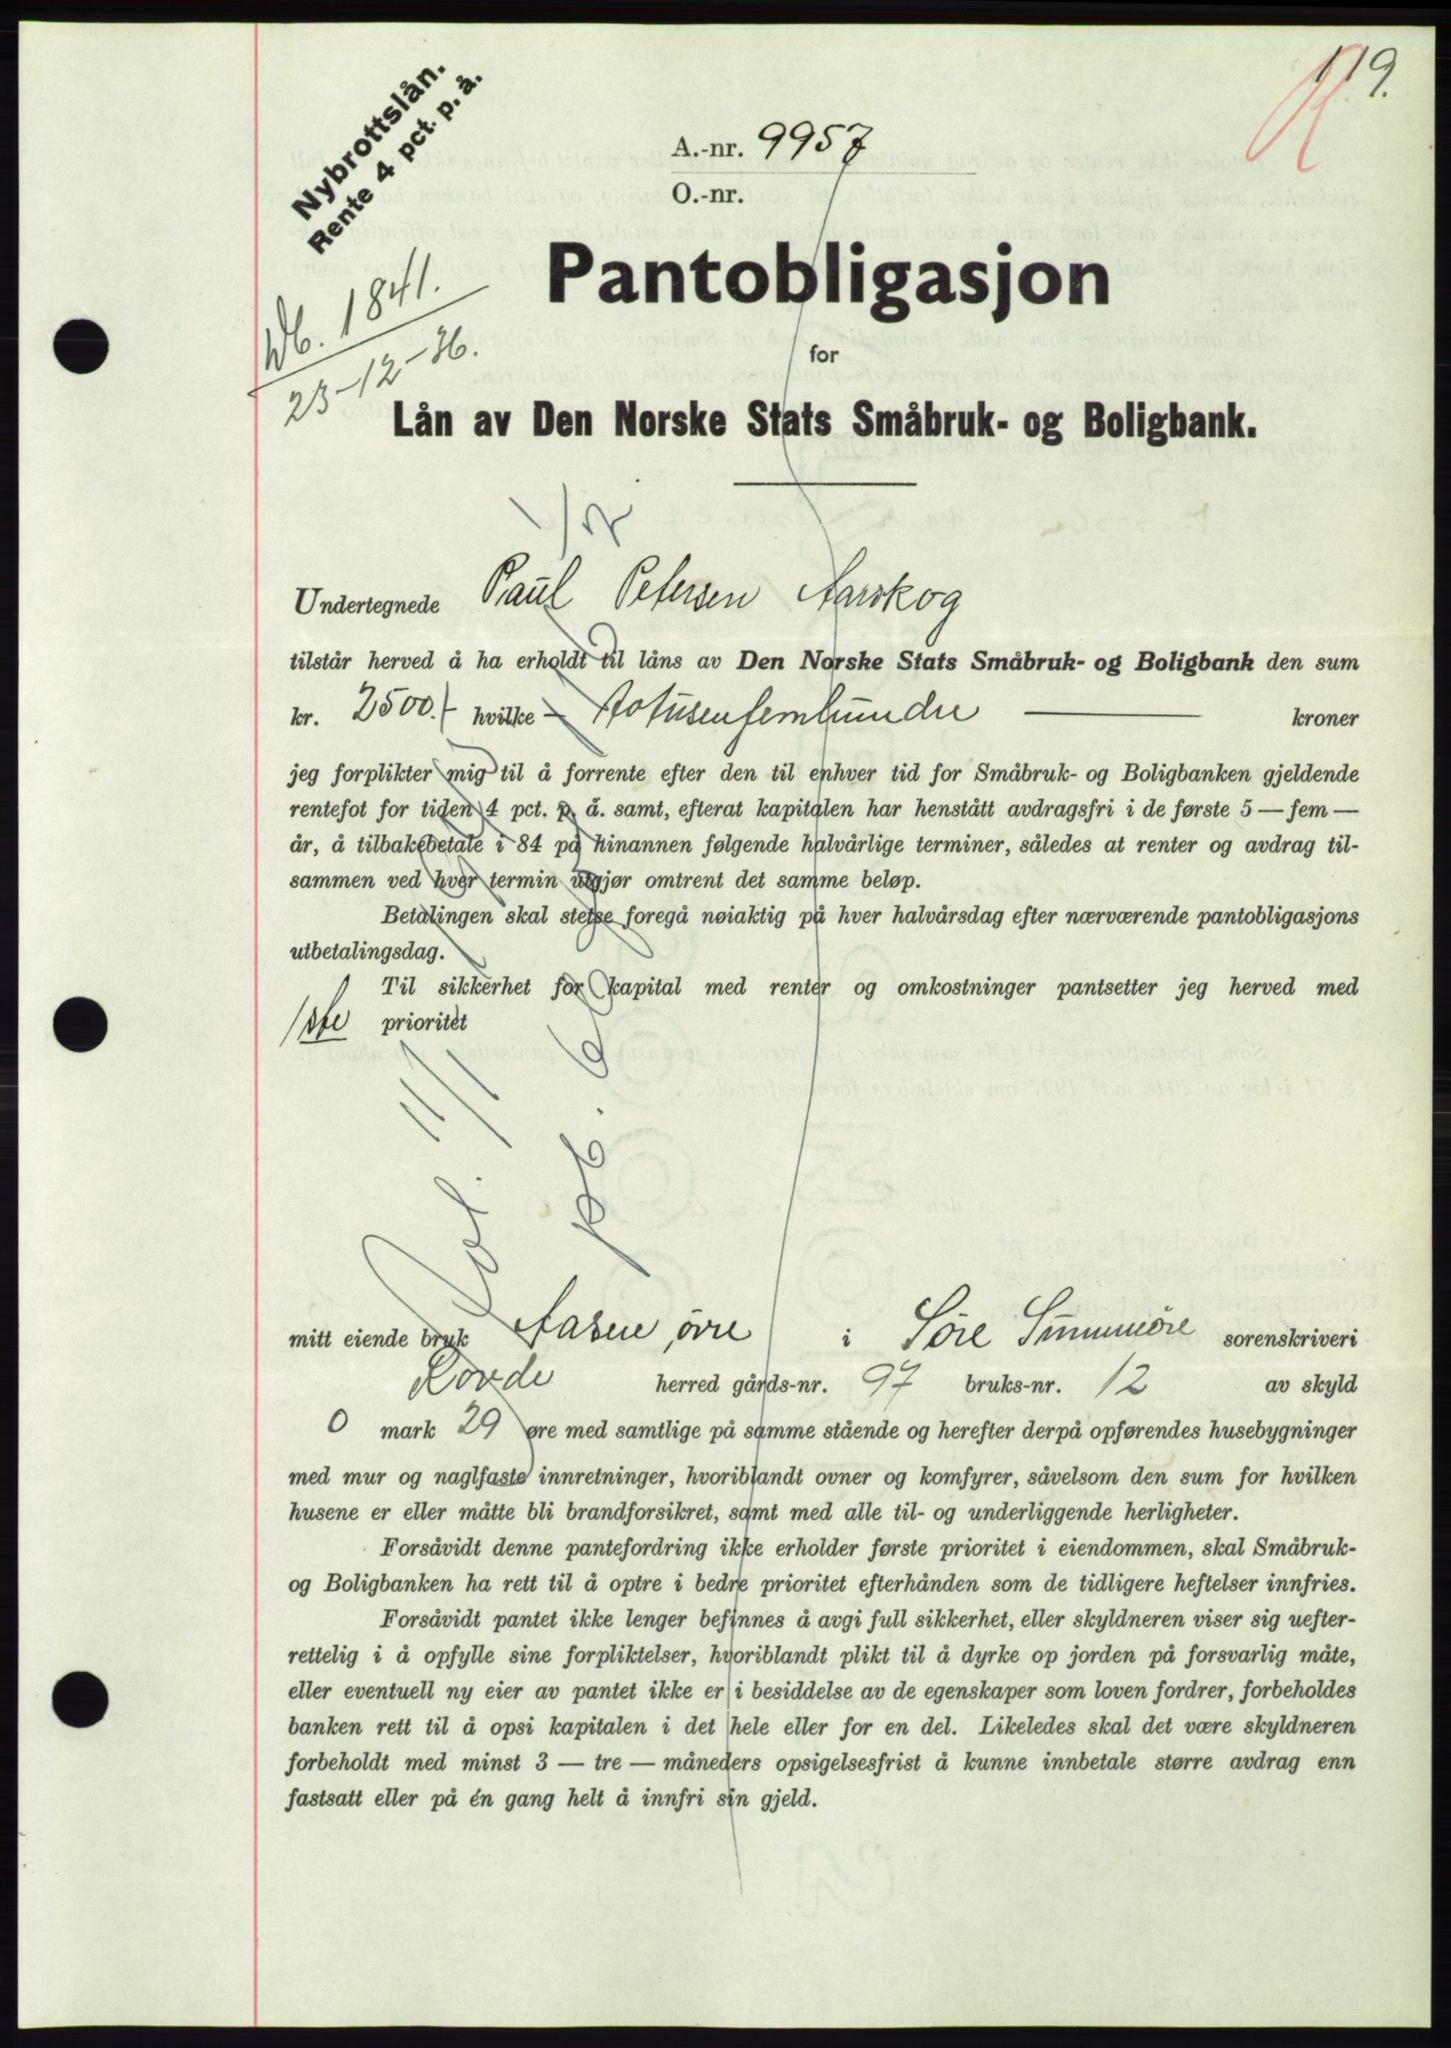 119.
Nybrottslån.
Rente 4 pct. p. å.
A.-nr. 9957
O.-nr.
Pantobligasjon
Db. 1841.
23-12-36.
for
Lån av Den Norske Stats Småbruk- og Boligbank.
Undertegnede Paul Petersen Aarskog
tilstår herved å ha erholdt til låns av Den Norske Stats Småbruk- og Boligbank den sum
kr. 2500./- hvilke – totusenfemhundre — kroner
jeg forplikter mig til å forrente efter den til enhver tid for Småbruk- og Boligbanken gjeldende
rentefot for tiden 4 pct. p. å. samt, efterat kapitalen har henstått avdragsfri i de første 5 — fem —
år, å tilbakebetale i 84 på hinannen følgende halvårlige terminer, således at renter og avdrag til-
sammen ved hver termin utgjør omtrent det samme beløp.
Betalingen skal stetse foregå nøiaktig på hver halvårsdag efter nærværende pantobligasjons
utbetalingsdag.
Til sikkerhet for kapital med renter og omkostninger pantsetter jeg herved med
1ste prioritet
mitt eiende bruk Aasen, øvre i Søre Sunnmøre sorenskriveri
Rovde herred gårds-nr. 97 bruks-nr. 12 av skyld
0 mark 29 øre med samtlige på samme stående og herefter derpå opførendes husebygninger
med mur og naglfaste innretninger, hvoriblandt ovner og komfyrer, såvelsom den sum for hvilken
husene er eller måtte bli brandforsikret, samt med alle til- og underliggende herligheter.
Forsåvidt denne pantefordring ikke erholder første prioritet i eiendommen, skal Småbruk-
og Boligbanken ha rett til å optre i bedre prioritet efterhånden som de tidligere heftelser innfries.
Forsåvidt pantet ikke lenger befinnes å avgi full sikkerhet, eller skyldneren viser sig uefter-
rettelig i å opfylle sine forpliktelser, hvoriblandt plikt til å dyrke op jorden på forsvarlig måte,
eller eventuell ny eier av pantet ikke er i besiddelse av de egenskaper som loven fordrer, forbeholdes
banken rett til å opsi kapitalen i det hele eller for en del. Likeledes skal det være skyldneren
forbeholdt med minst 3 — tre — måneders opsigelsesfrist å kunne innbetale større avdrag enn
fastsatt eller på én gang helt å innfri sin gjeld.